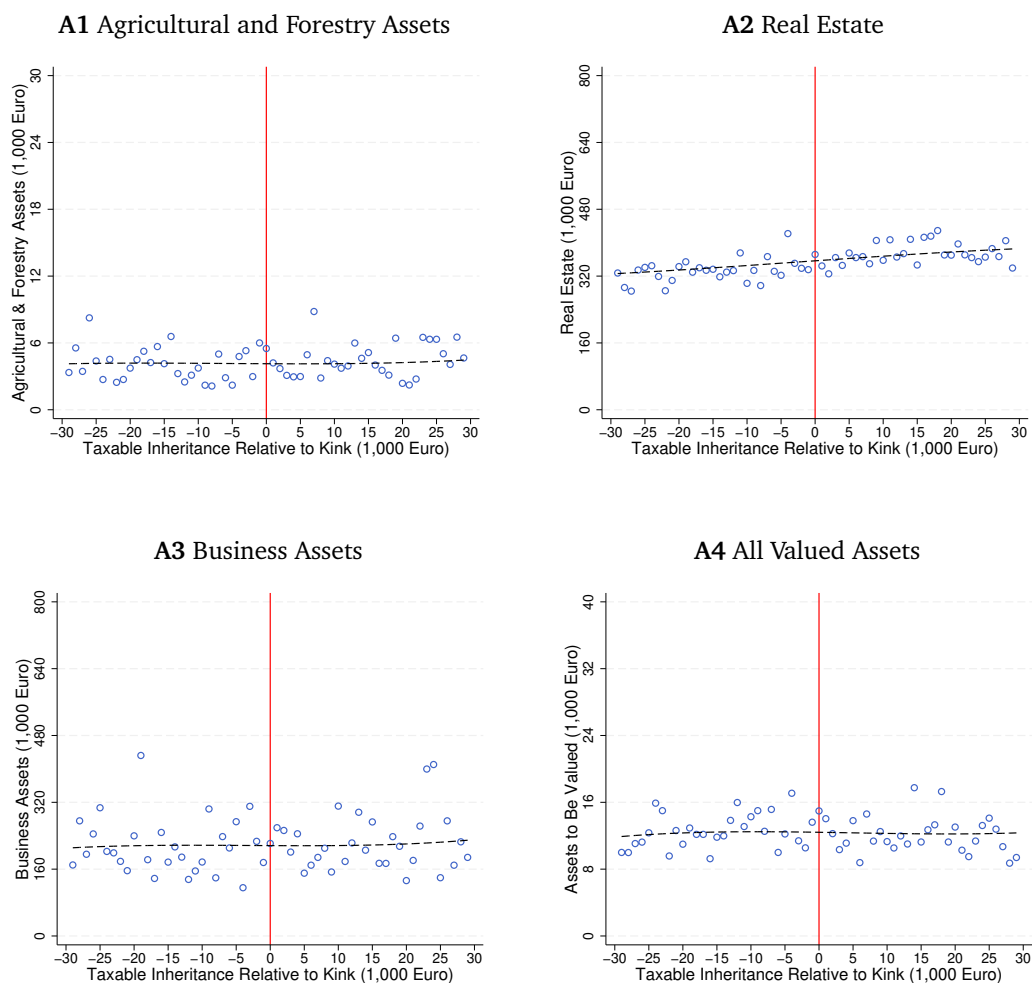 A1 Agricultural and Forestry Assets
Agricultural & Forestry Assets (1,000 Euro)
30
24
18
12
6
0
−30 −25 −20 −15 −10 −5 0 5 10 15 20 25 30
Taxable Inheritance Relative to Kink (1,000 Euro)
A2 Real Estate
Real Estate (1,000 Euro)
800
640
480
320
160
0
−30 −25 −20 −15 −10 −5 0 5 10 15 20 25 30
Taxable Inheritance Relative to Kink (1,000 Euro)
A3 Business Assets
Business Assets (1,000 Euro)
800
640
480
320
160
0
−30 −25 −20 −15 −10 −5 0 5 10 15 20 25 30
Taxable Inheritance Relative to Kink (1,000 Euro)
A4 All Valued Assets
Assets to Be Valued (1,000 Euro)
40
32
24
16
8
0
−30 −25 −20 −15 −10 −5 0 5 10 15 20 25 30
Taxable Inheritance Relative to Kink (1,000 Euro)